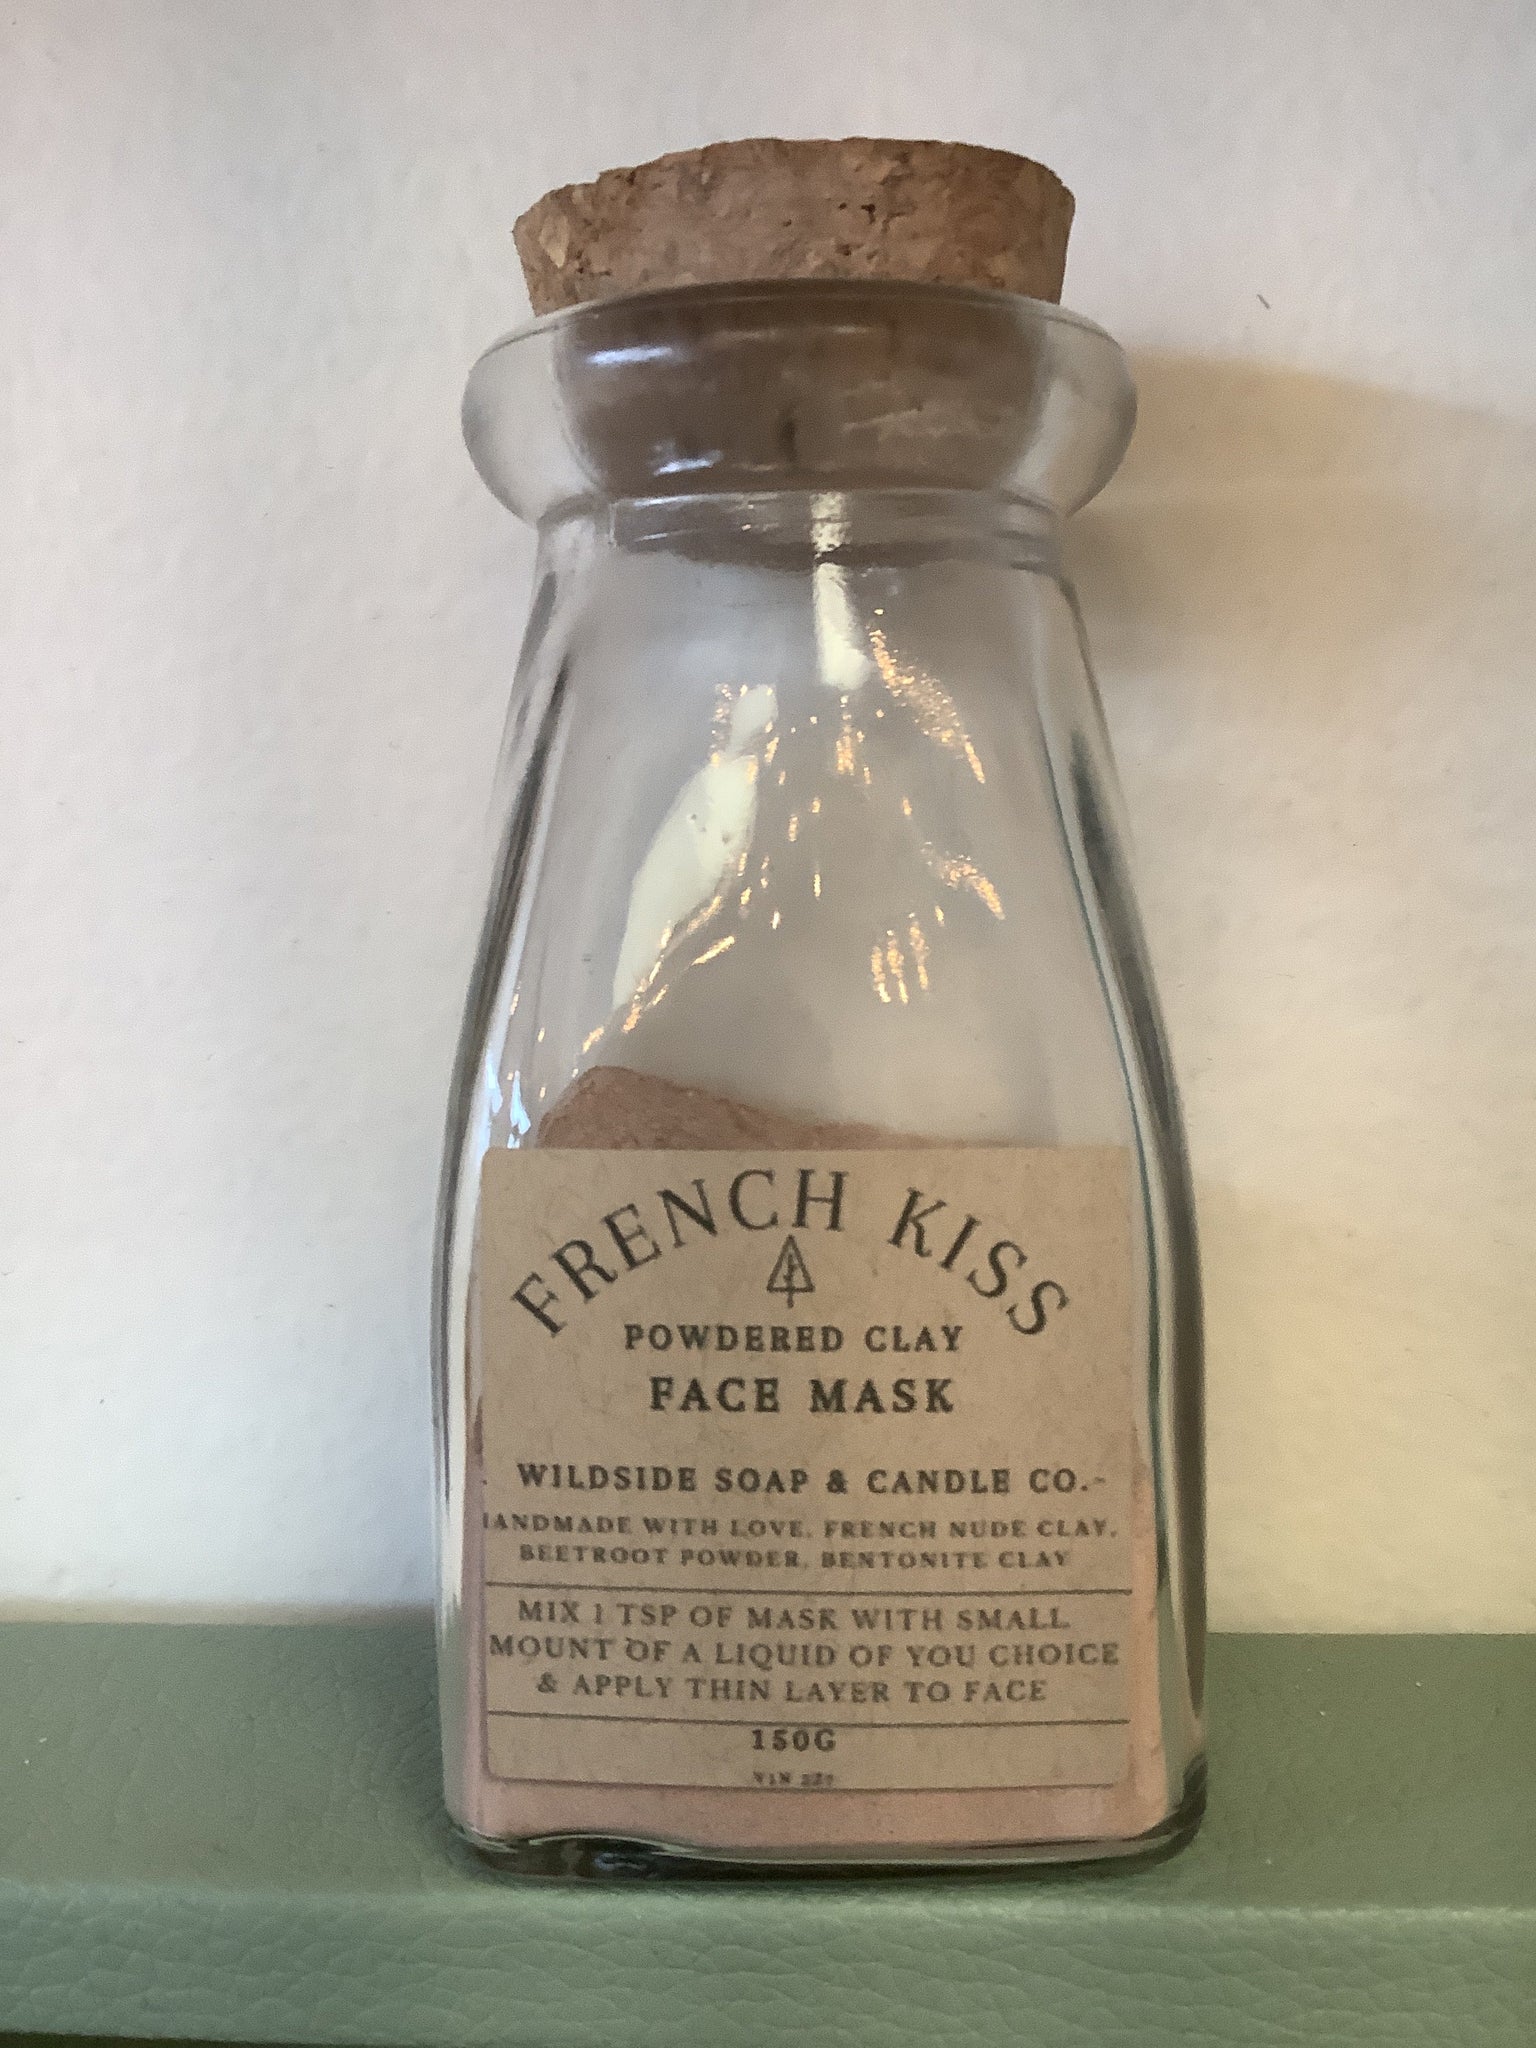 FRENCH KISS
POWDERED CLAY
FACE MASK
WILDSIDE SOAP & CANDLE CO.-
HANDMADE WITH LOVE. FRENCH NUDE CLAY,
BEETROOT POWDER, BENTONITE CLAY
MIX 1 TSP OF MASK WITH SMALL
MOUNT OF A LIQUID OF YOU CHOICE
& APPLY THIN LAYER TO FACE
150G